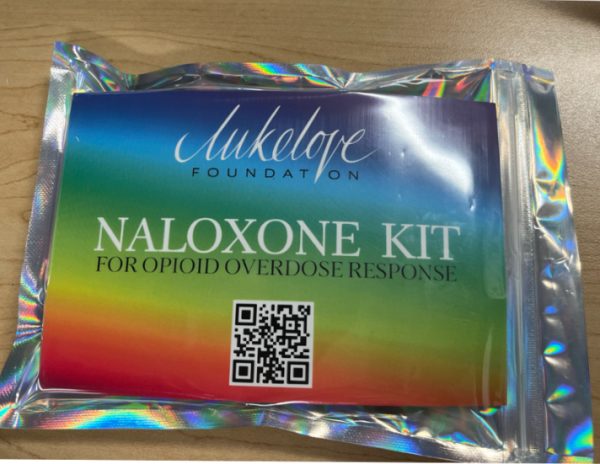 lukelove
FOUNDATION
NALOXONE KIT
FOR OPIOID OVERDOSE RESPONSE